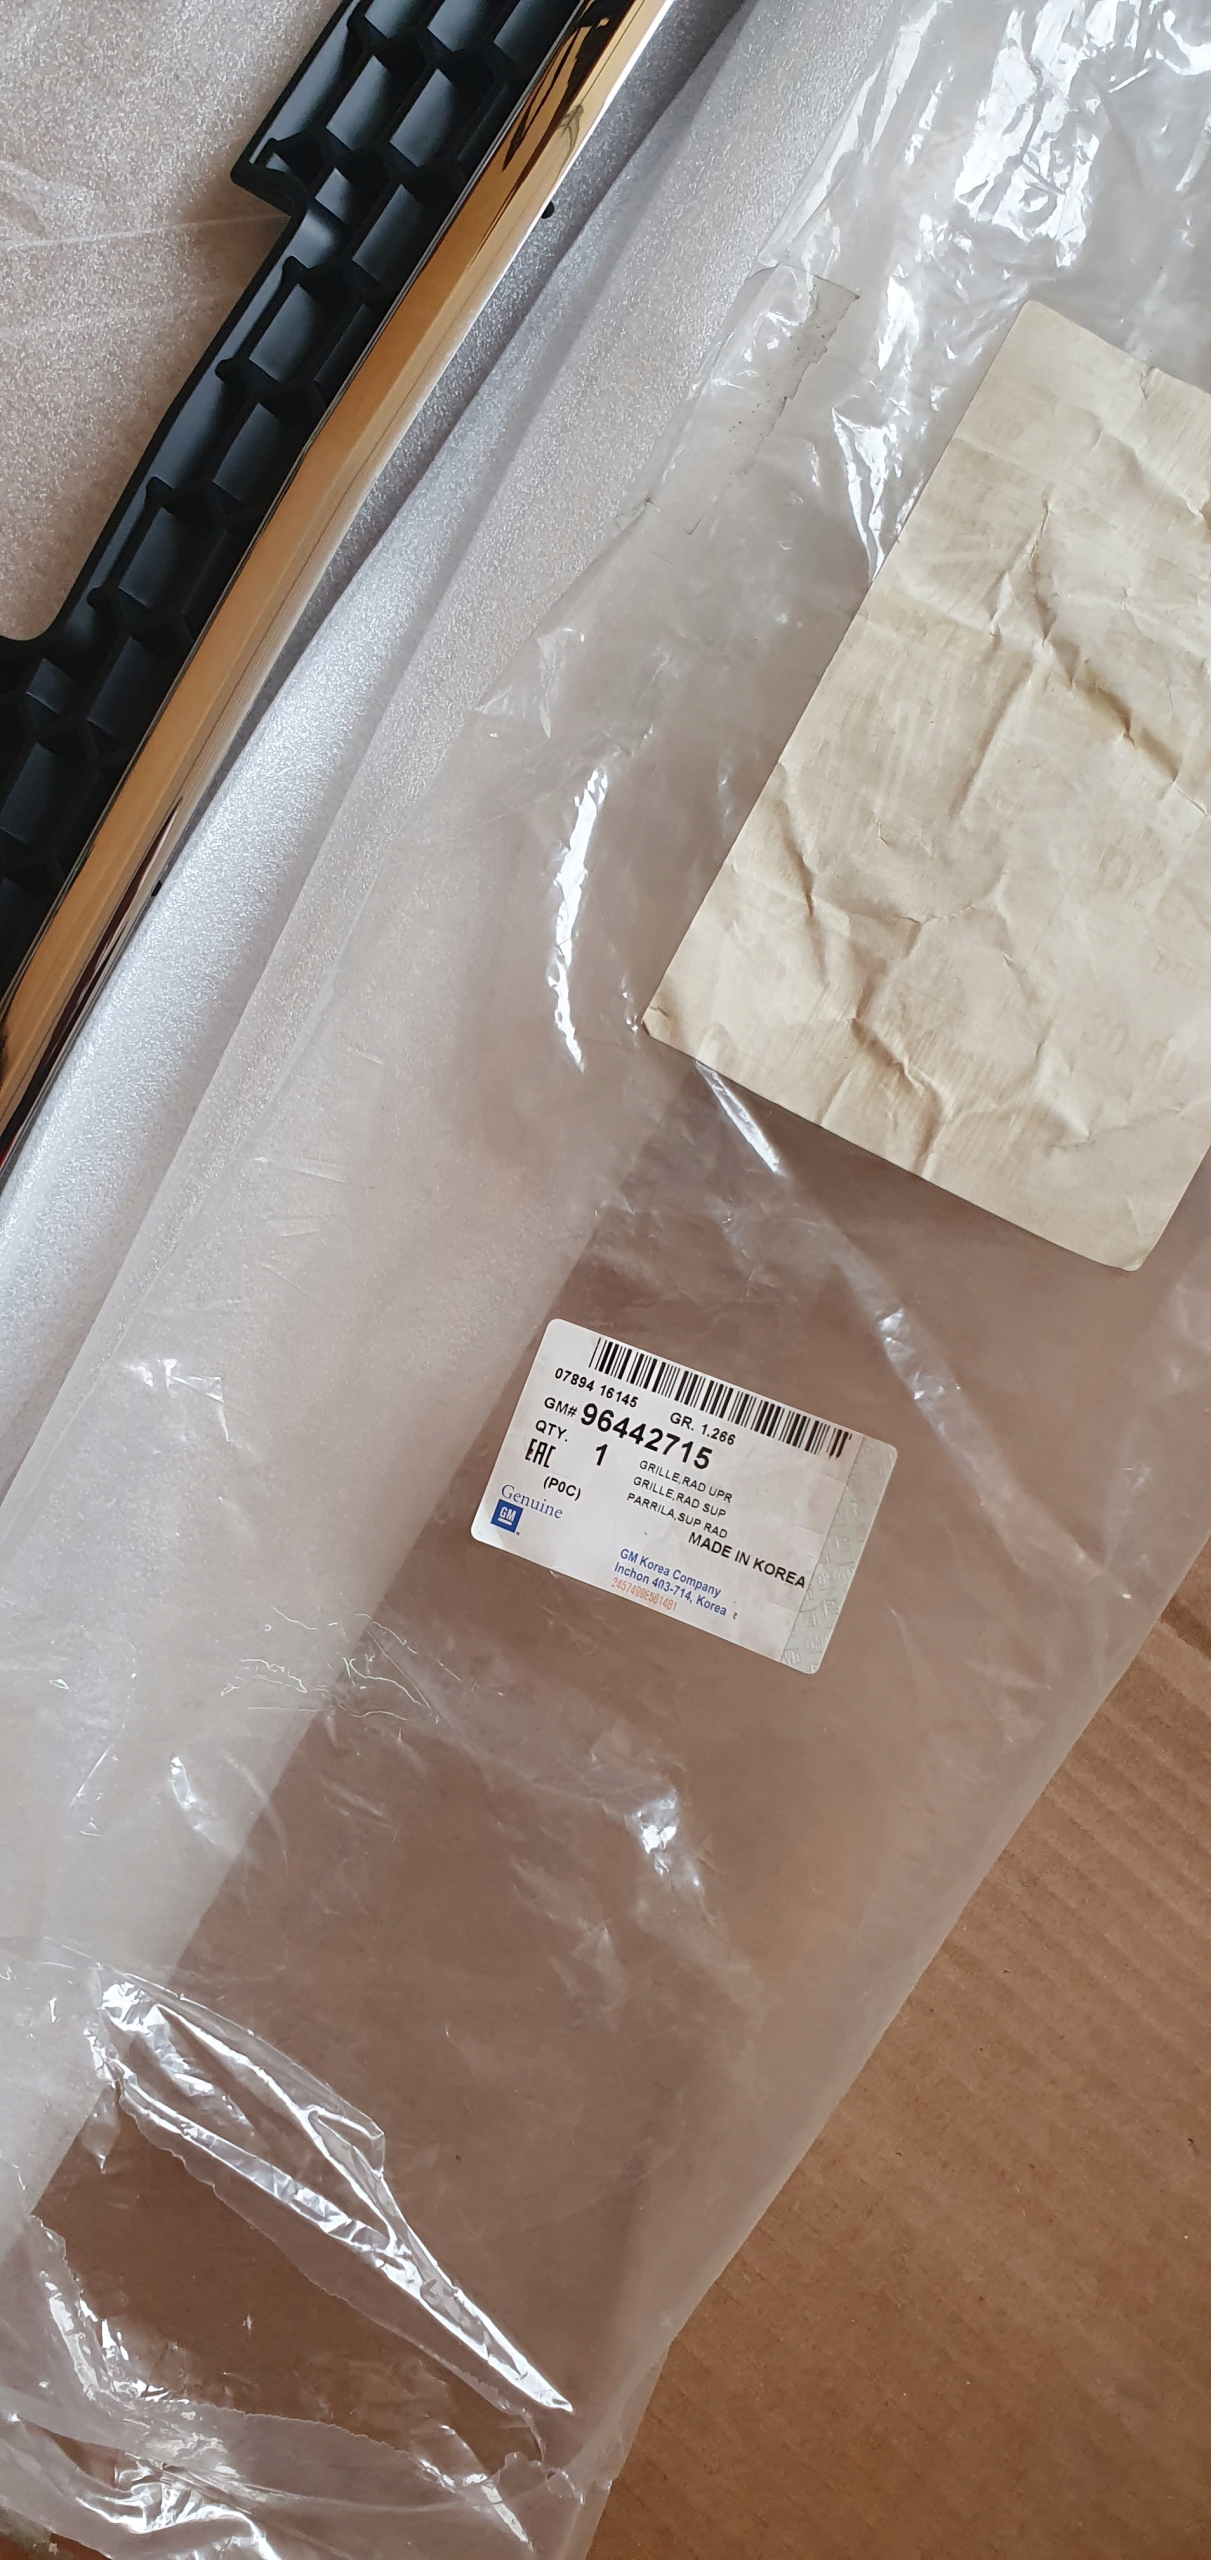 07894 16145 GR. 1.266
GM# 96442715
QTY. 1
EAC
(P0C)
GRILLE,RAD UPR
GRILLE,RAD SUP
PARRILA,SUP RAD
MADE IN KOREA
Genuine
GM
GM Korea Company
Inchon 403-714, Korea